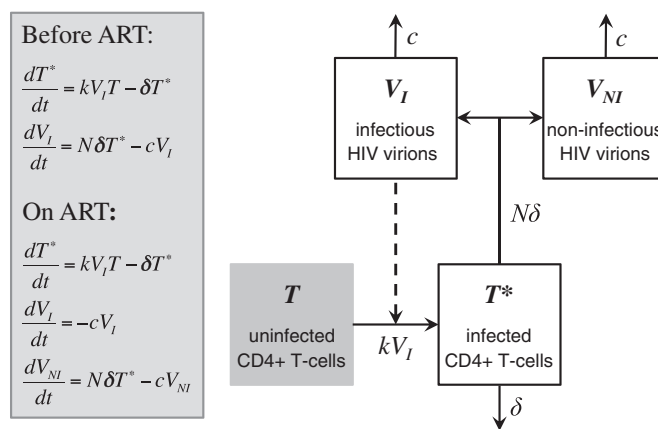 Before ART:
dT*/dt = kV_I T − δT*
dV_I/dt = NδT* − cV_I
On ART:
dT*/dt = kV_I T − δT*
dV_I/dt = −cV_I
dV_NI/dt = NδT* − cV_NI
c
c
V_I
infectious
HIV virions
V_NI
non-infectious
HIV virions
Nδ
T
uninfected
CD4+ T-cells
kV_I
T*
infected
CD4+ T-cells
δ